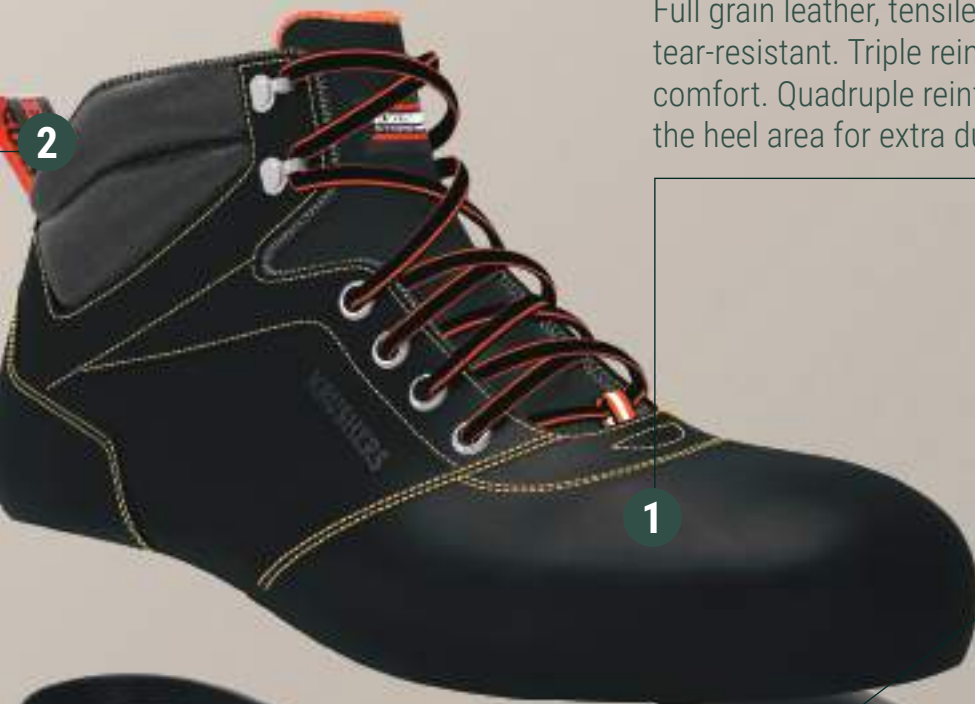 Full grain leather, tensile
tear-resistant. Triple rein
comfort. Quadruple rein
the heel area for extra du
2
1